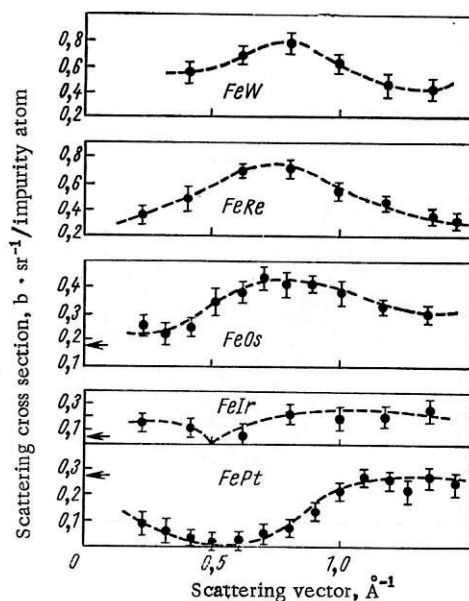 Scattering cross section, b • sr⁻¹/impurity atom
0,8
0,6
0,4
0,2
FeW
0,8
0,6
0,4
0,2
FeRe
0,4
0,2
0,1
FeOs
0,3
0,1
FeIr
0,3
0,2
0,1
FePt
0 0,5 1,0
Scattering vector, Å⁻¹